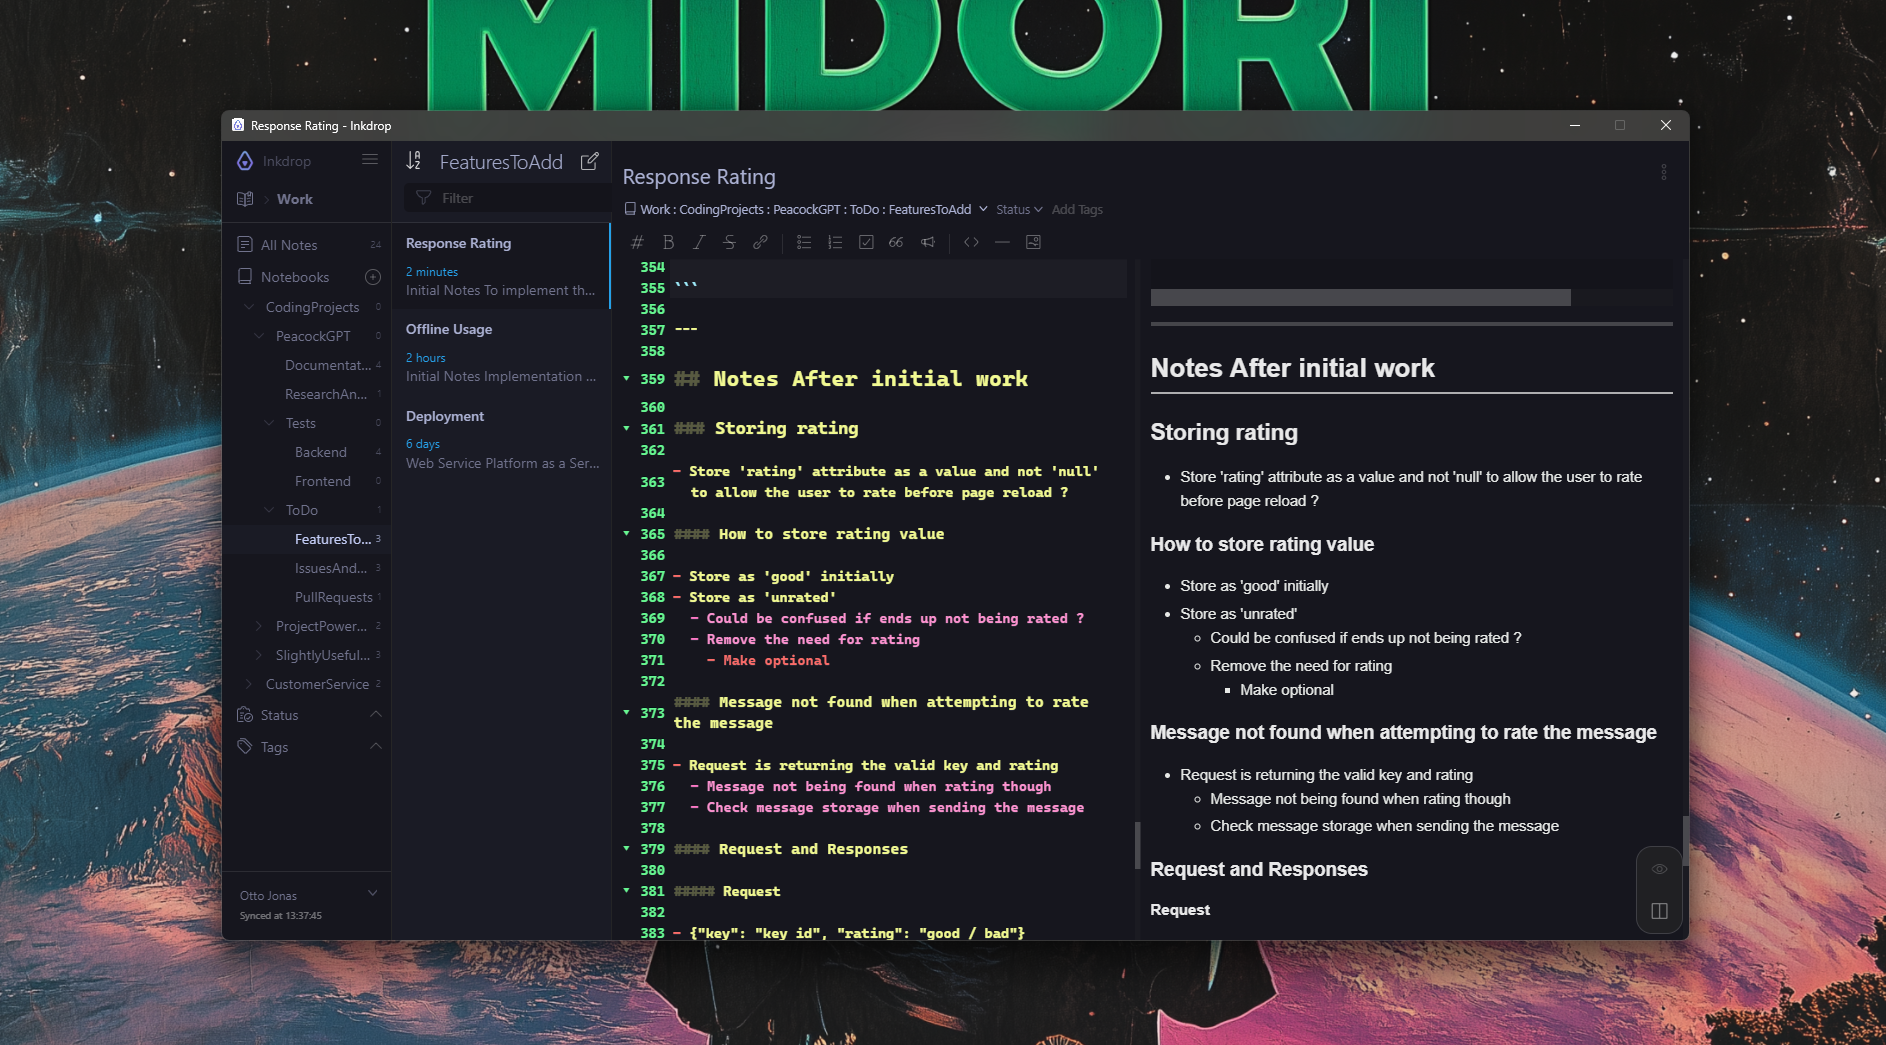 MIDORI
Response Rating - Inkdrop
Inkdrop
Work
All Notes 24
Notebooks
CodingProjects 0
PeacockGPT 0
Documentat... 4
ResearchAn... 1
Tests 0
Backend 4
Frontend 0
ToDo 1
FeaturesTo... 3
IssuesAnd... 3
PullRequests 1
ProjectPower... 2
SlightlyUseful... 3
CustomerService 2
Status
Tags
Otto Jonas
Synced at 13:37:45
FeaturesToAdd
Filter
Response Rating
2 minutes
Initial Notes To implement th...
Offline Usage
2 hours
Initial Notes Implementation ...
Deployment
6 days
Web Service Platform as a Ser...
Response Rating
Work : CodingProjects : PeacockGPT : ToDo : FeaturesToAdd Status Add Tags
354
355 ```
356
357 ---
358
359 ## Notes After initial work
360
361 ### Storing rating
362
363 - Store 'rating' attribute as a value and not 'null'
to allow the user to rate before page reload ?
364
365 #### How to store rating value
366
367 - Store as 'good' initially
368 - Store as 'unrated'
369 - Could be confused if ends up not being rated ?
370 - Remove the need for rating
371 - Make optional
372
373 #### Message not found when attempting to rate
the message
374
375 - Request is returning the valid key and rating
376 - Message not being found when rating though
377 - Check message storage when sending the message
378
379 #### Request and Responses
380
381 ##### Request
382
383 - {"key": "key id", "rating": "good / bad"}
Notes After initial work
Storing rating
• Store 'rating' attribute as a value and not 'null' to allow the user to rate
before page reload ?
How to store rating value
• Store as 'good' initially
• Store as 'unrated'
◦ Could be confused if ends up not being rated ?
◦ Remove the need for rating
▪ Make optional
Message not found when attempting to rate the message
• Request is returning the valid key and rating
◦ Message not being found when rating though
◦ Check message storage when sending the message
Request and Responses
Request